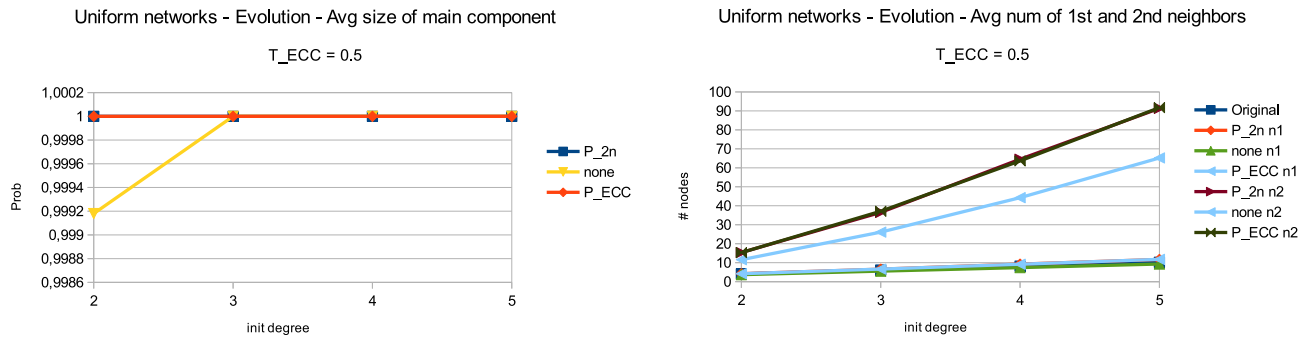 Uniform networks - Evolution - Avg size of main component
T_ECC = 0.5
1,0002
1
0,9998
0,9996
0,9994
0,9992
0,999
0,9988
0,9986
Prob
2
3
4
5
init degree
P_2n
none
P_ECC
Uniform networks - Evolution - Avg num of 1st and 2nd neighbors
T_ECC = 0.5
100
90
80
70
60
50
40
30
20
10
0
# nodes
2
3
4
5
init degree
Original
P_2n n1
none n1
P_ECC n1
P_2n n2
none n2
P_ECC n2